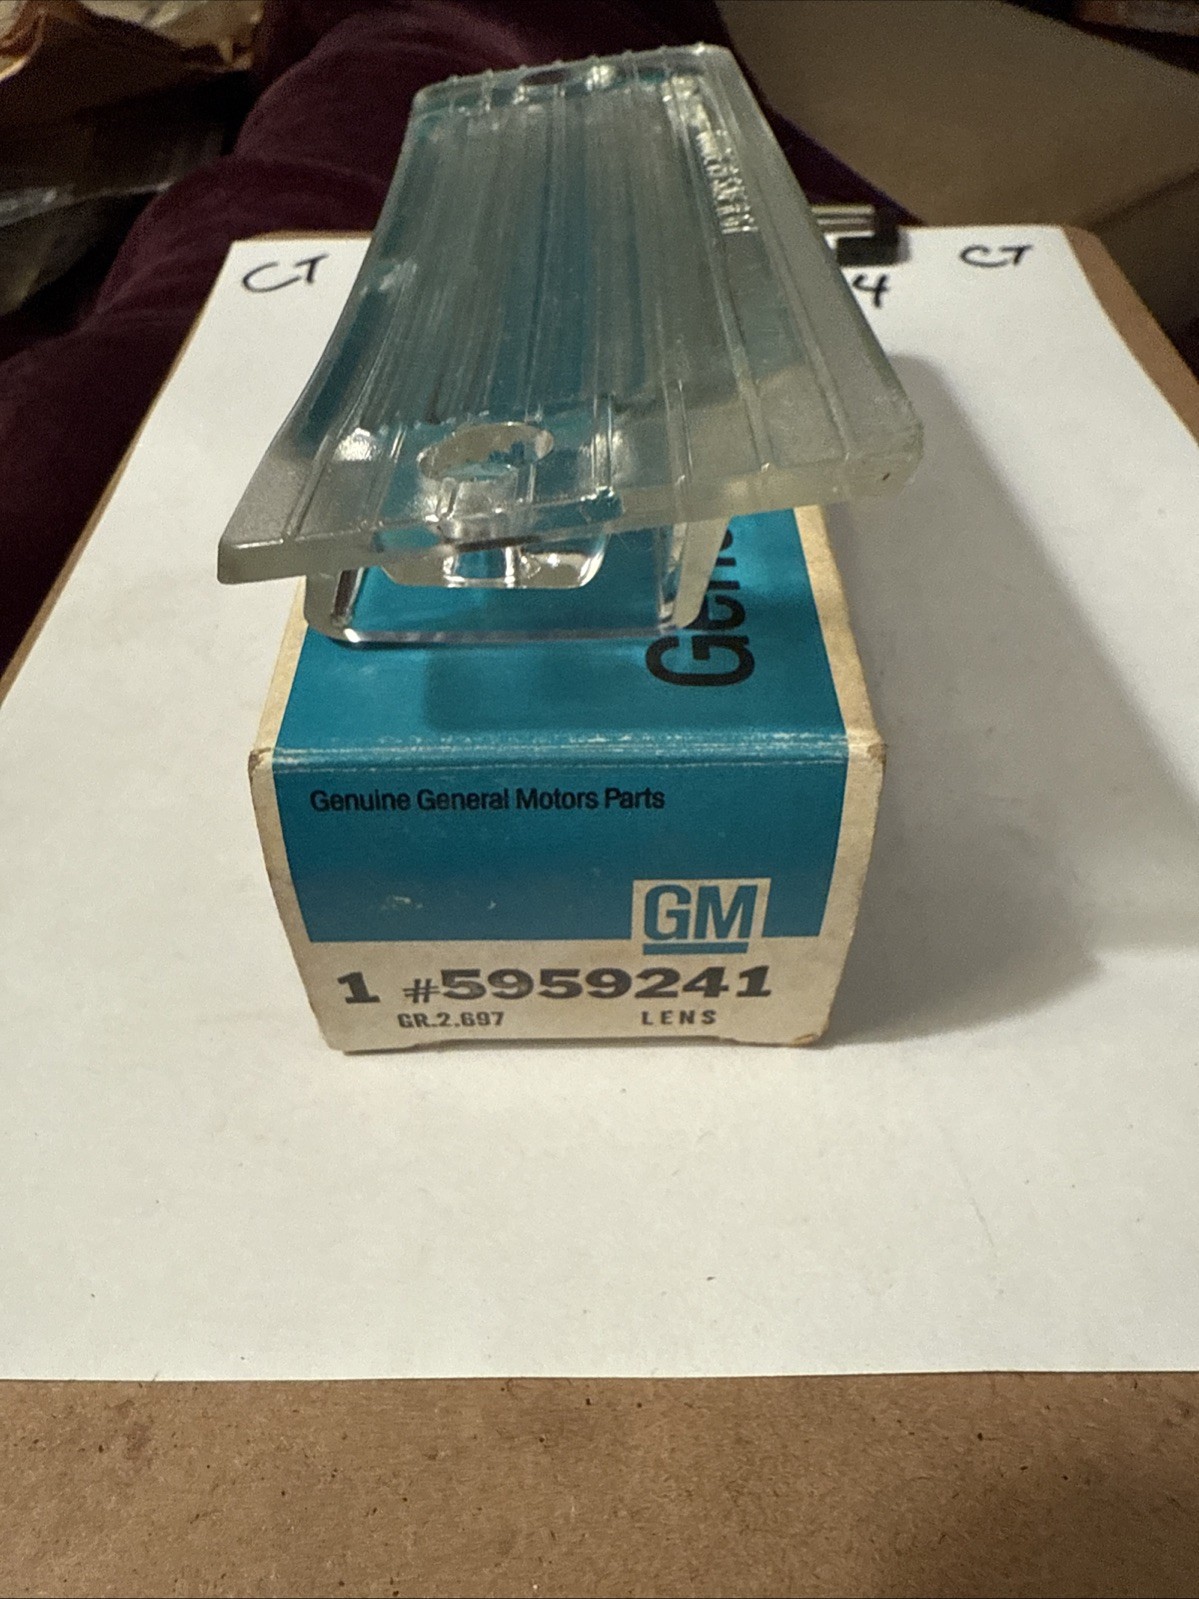 CT
CT
4
Genuine General Motors Parts
GM
1 #5959241
GR.2.697 LENS